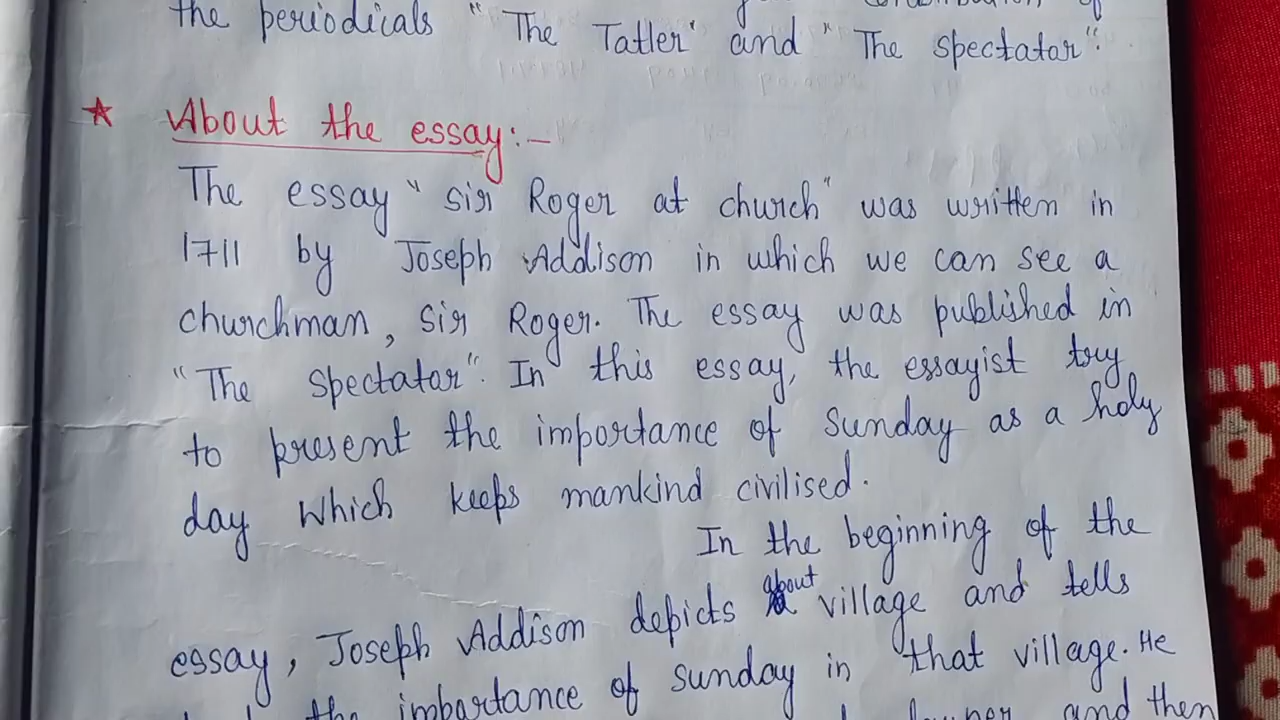 the periodicals "The Tatler' and "The spectator".
★ About the essay:-
The essay "sir Roger at church" was written in
1711 by Joseph Addison in which we can see a
churchman, sir Roger. The essay was published in
"The spectator". In this essay, the essayist try
to present the importance of sunday as a holy
day which keeps mankind civilised.
In the beginning of the
essay, Joseph Addison depicts about village and tells
the importance of sunday in that village. He
and then